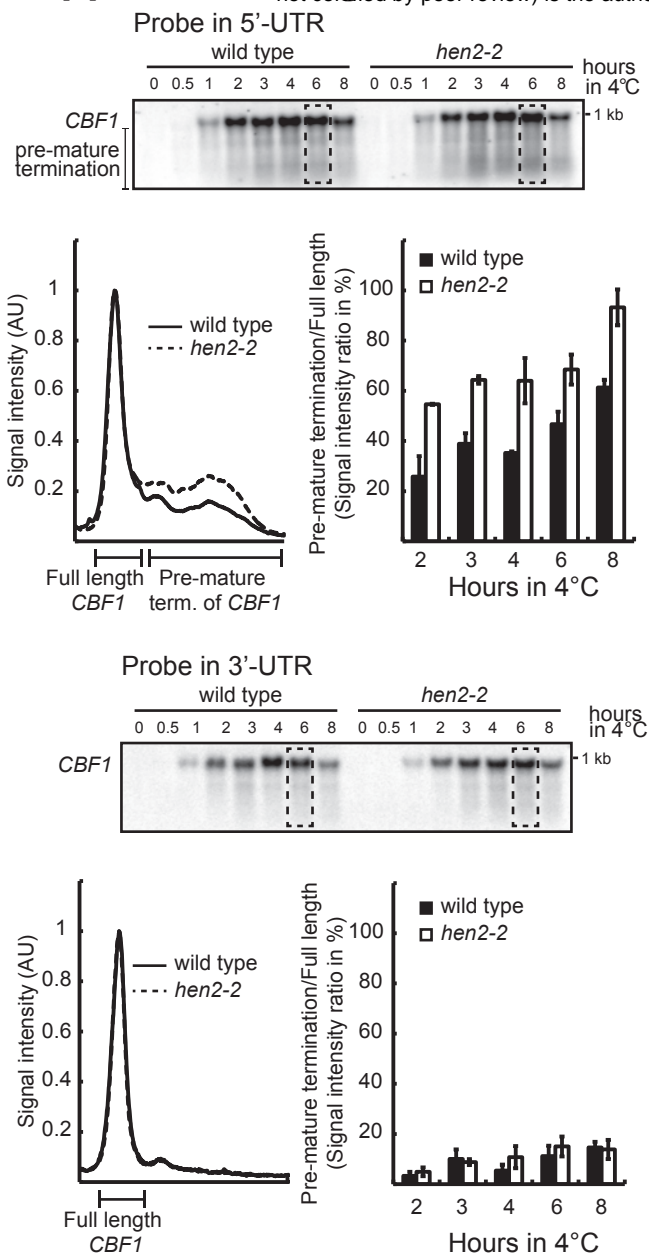 Probe in 5'-UTR
wild type hen2-2
0 0.5 1 2 3 4 6 8 0 0.5 1 2 3 4 6 8 hours in 4°C
CBF1
1 kb
pre-mature
termination
Signal intensity (AU)
1
0.8
0.6
0.4
0.2
wild type
hen2-2
Full length
CBF1
Pre-mature
term. of CBF1
Pre-mature termination/Full length
(Signal intensity ratio in %)
100
80
60
40
20
wild type
hen2-2
2 3 4 6 8
Hours in 4°C
Probe in 3'-UTR
wild type hen2-2
0 0.5 1 2 3 4 6 8 0 0.5 1 2 3 4 6 8 hours in 4°C
CBF1
1 kb
Signal intensity (AU)
1
0.8
0.6
0.4
0.2
wild type
hen2-2
Full length
CBF1
Pre-mature termination/Full length
(Signal intensity ratio in %)
100
80
60
40
20
wild type
hen2-2
2 3 4 6 8
Hours in 4°C